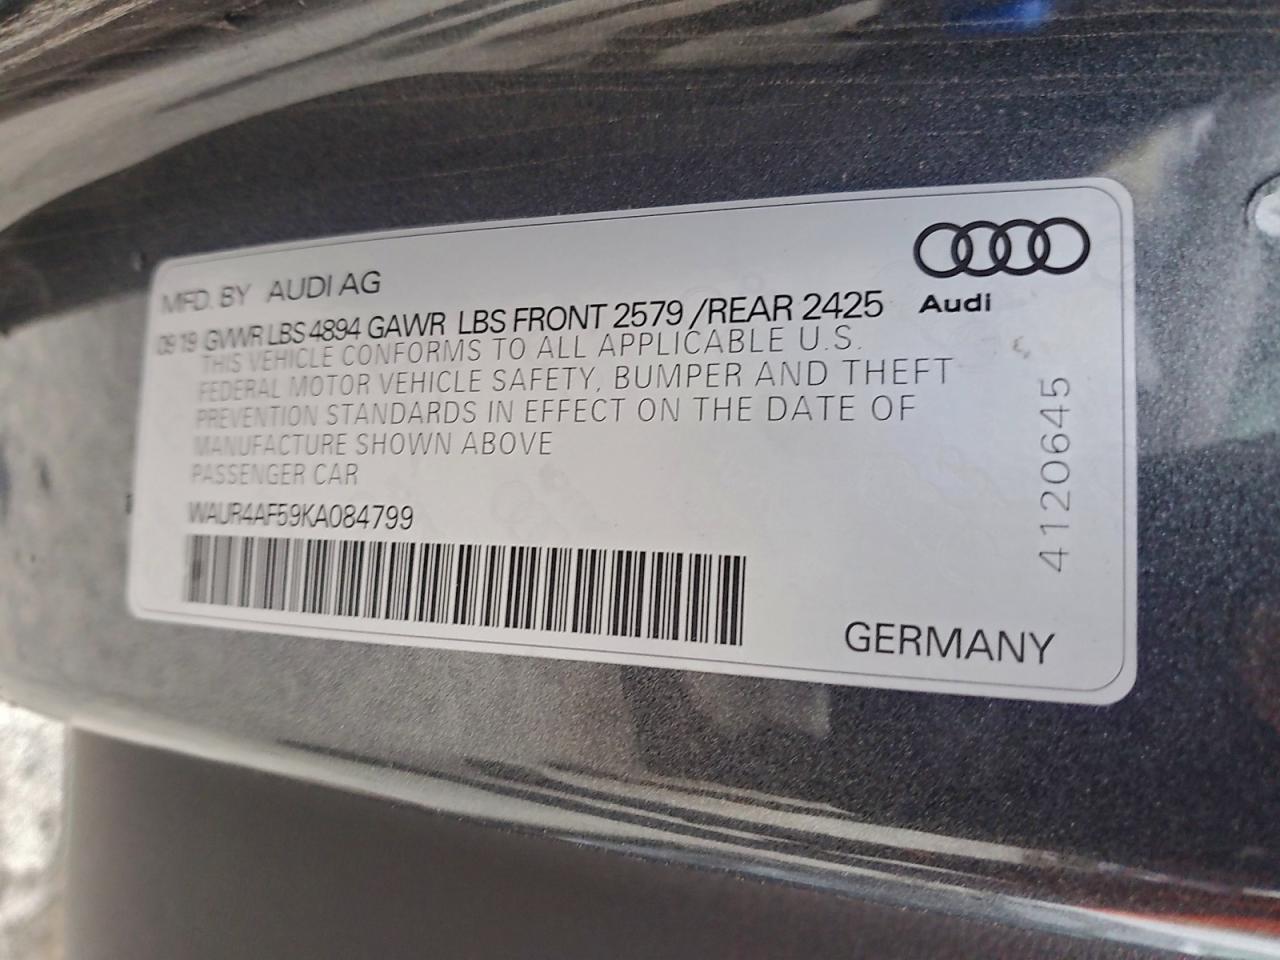 MFD. BY AUDI AG
09 19 GVWR LBS 4894 GAWR LBS FRONT 2579 /REAR 2425
THIS VEHICLE CONFORMS TO ALL APPLICABLE U.S.
FEDERAL MOTOR VEHICLE SAFETY, BUMPER AND THEFT
PREVENTION STANDARDS IN EFFECT ON THE DATE OF
MANUFACTURE SHOWN ABOVE
PASSENGER CAR
WAUR4AF59KA084799
Audi
4120645
GERMANY